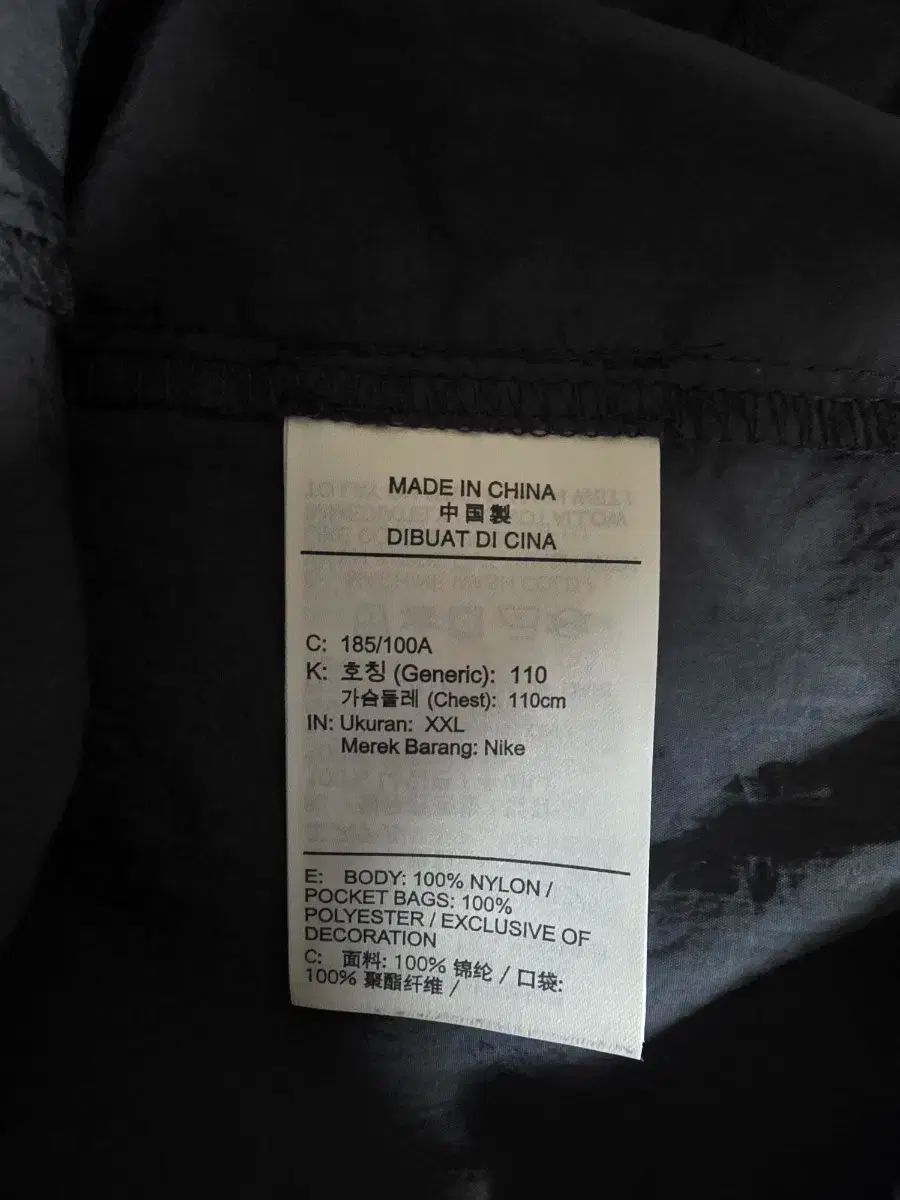 MADE IN CHINA
中国製
DIBUAT DI CINA
C: 185/100A
K: 호칭 (Generic): 110
가슴둘레 (Chest): 110cm
IN: Ukuran: XXL
Merek Barang: Nike
E: BODY: 100% NYLON /
POCKET BAGS: 100%
POLYESTER / EXCLUSIVE OF
DECORATION
C: 面料: 100% 锦纶 / 口袋:
100% 聚酯纤维 /